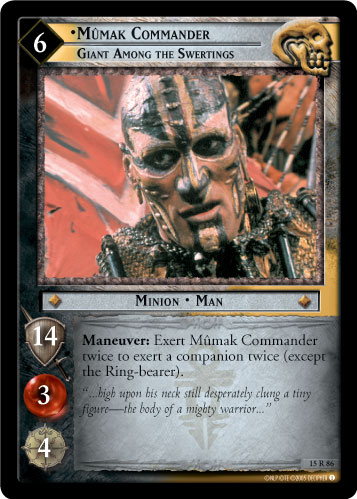 6
•Mûmak Commander
Giant Among the Swertings
Minion • Man
14
Maneuver: Exert Mûmak Commander
twice to exert a companion twice (except
the Ring-bearer).
3
“...high upon his neck still desperately clung a tiny
figure—the body of a mighty warrior...”
4
15 R 86